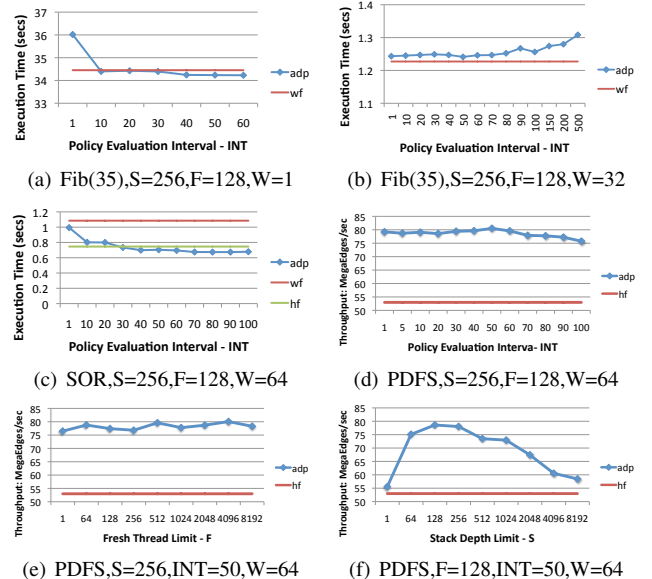 37
36
35
34
33
Execution Time (secs)
1 10 20 30 40 50 60
Policy Evaluation Interval - INT
adp
wf
(a) Fib(35),S=256,F=128,W=1
1.4
1.3
1.2
1.1
Execution Time (secs)
1 10 20 30 40 50 60 70 80 90 100 150 200 500
Policy Evaluation Interval - INT
adp
wf
(b) Fib(35),S=256,F=128,W=32
1.2
1
0.8
0.6
0.4
0.2
0
Execution Time (secs)
1 10 20 30 40 50 60 70 80 90 100
Policy Evaluation Interval - INT
adp
wf
hf
(c) SOR,S=256,F=128,W=64
85
80
75
70
65
60
55
50
Throughput: MegaEdges/sec
1 5 10 20 30 40 50 60 70 80 90 100
Policy Evaluation Interva- INT
adp
hf
(d) PDFS,S=256,F=128,W=64
85
80
75
70
65
60
55
50
Throughput: MegaEdges/sec
1 64 128 256 512 1024 2048 4096 8192
Fresh Thread Limit - F
adp
hf
(e) PDFS,S=256,INT=50,W=64
85
80
75
70
65
60
55
50
Throughput: MegaEdges/sec
1 64 128 256 512 1024 2048 4096 8192
Stack Depth Limit - S
adp
hf
(f) PDFS,F=128,INT=50,W=64